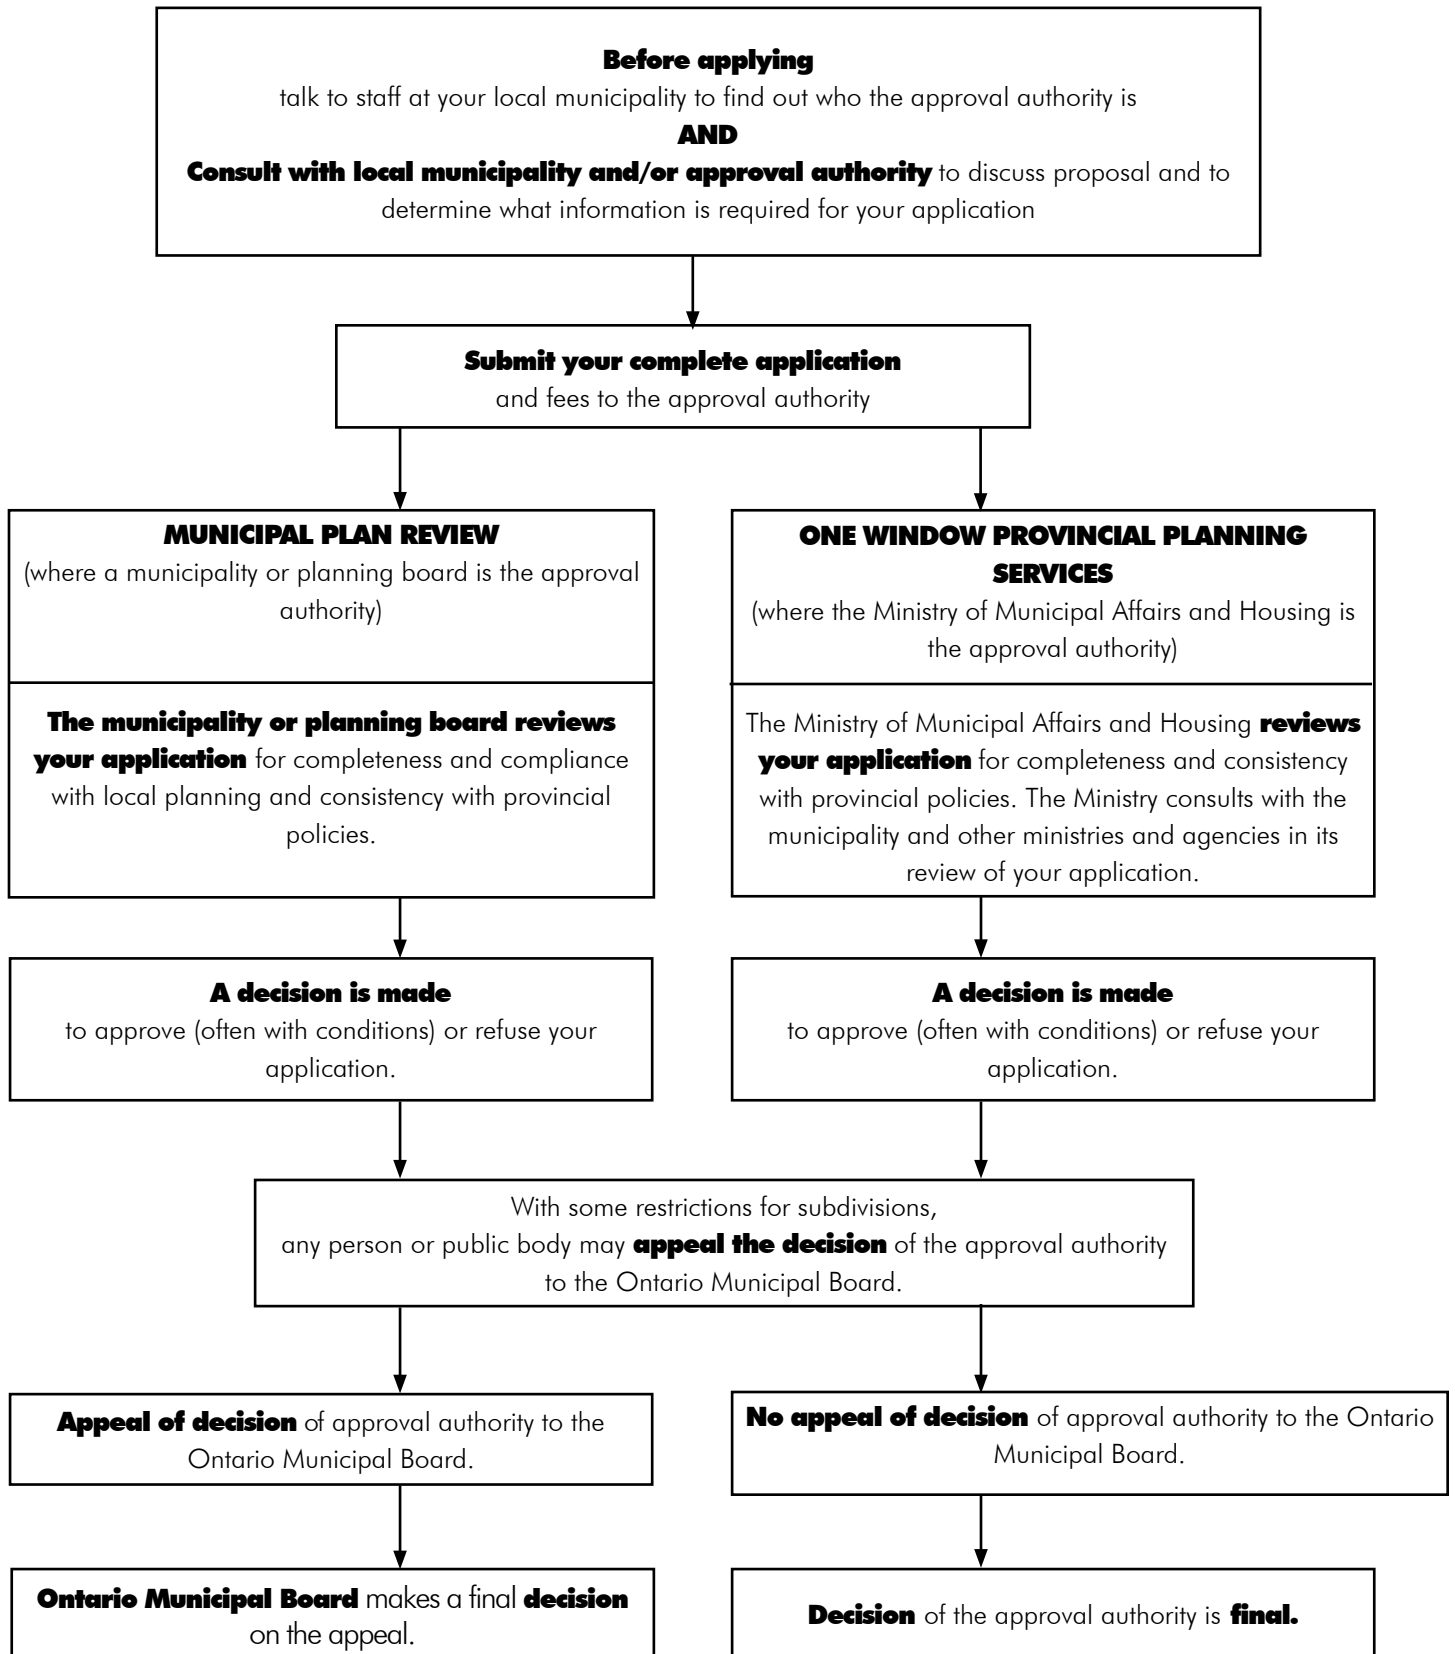 Before applying
talk to staff at your local municipality to find out who the approval authority is
AND
Consult with local municipality and/or approval authority to discuss proposal and to
determine what information is required for your application
Submit your complete application
and fees to the approval authority
MUNICIPAL PLAN REVIEW
(where a municipality or planning board is the approval
authority)
The municipality or planning board reviews
your application for completeness and compliance
with local planning and consistency with provincial
policies.
ONE WINDOW PROVINCIAL PLANNING
SERVICES
(where the Ministry of Municipal Affairs and Housing is
the approval authority)
The Ministry of Municipal Affairs and Housing reviews
your application for completeness and consistency
with provincial policies. The Ministry consults with the
municipality and other ministries and agencies in its
review of your application.
A decision is made
to approve (often with conditions) or refuse your
application.
A decision is made
to approve (often with conditions) or refuse your
application.
With some restrictions for subdivisions,
any person or public body may appeal the decision of the approval authority
to the Ontario Municipal Board.
Appeal of decision of approval authority to the
Ontario Municipal Board.
No appeal of decision of approval authority to the Ontario
Municipal Board.
Ontario Municipal Board makes a final decision
on the appeal.
Decision of the approval authority is final.